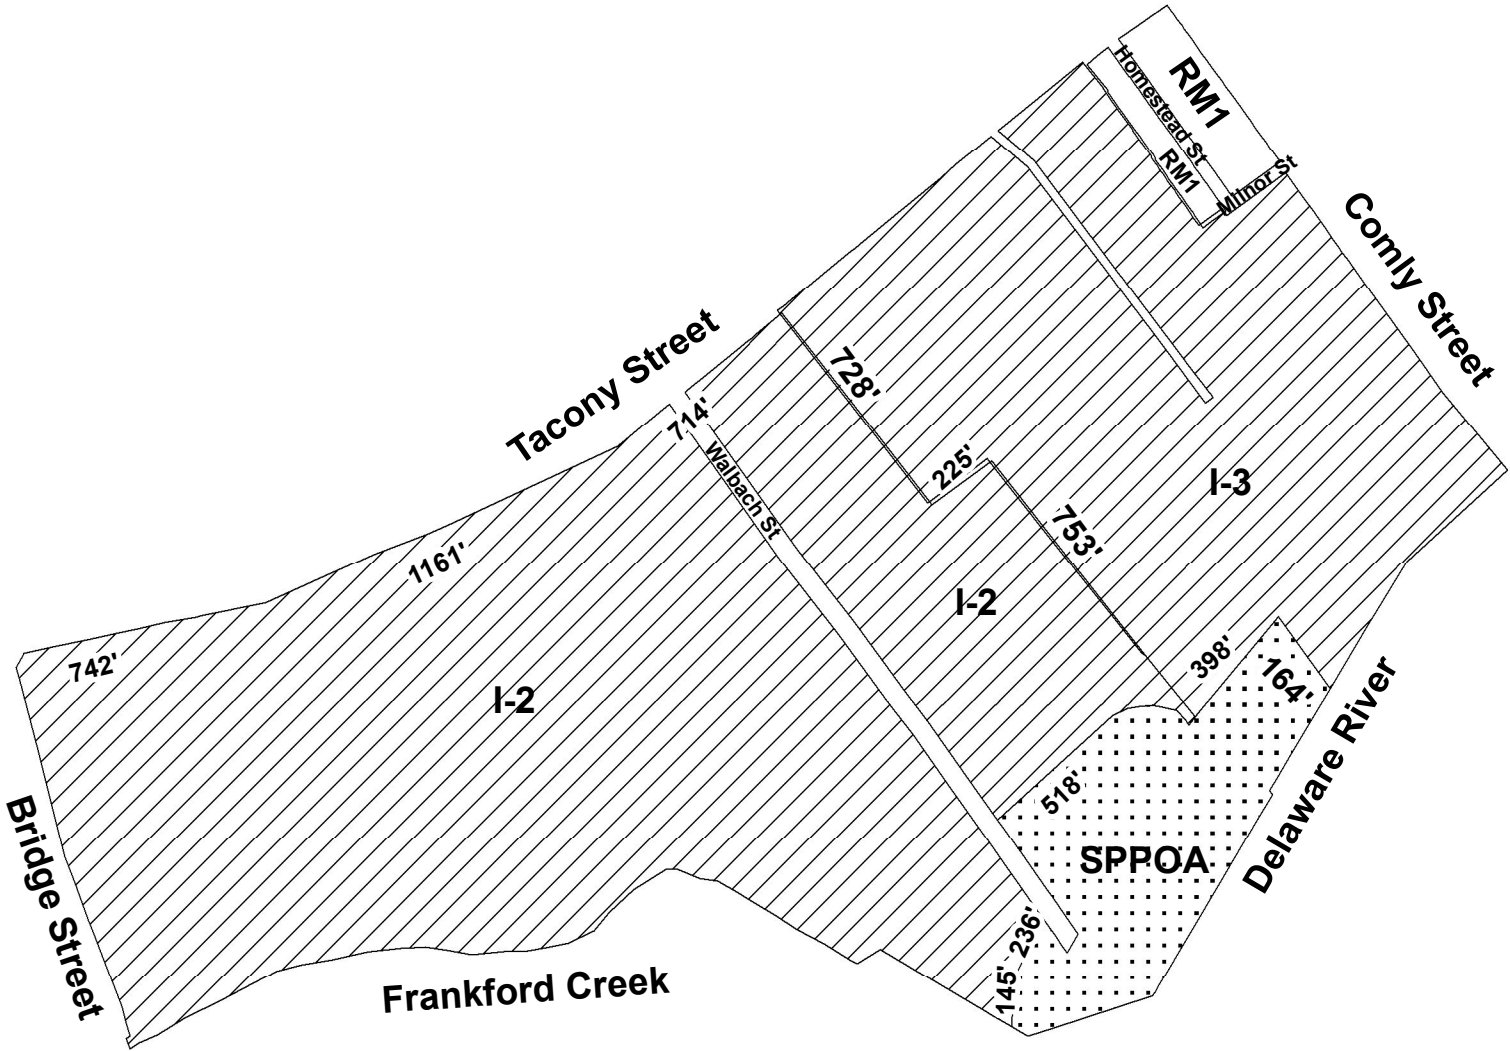 RM1
Homestead St
RM1
Milnor St
Comly Street
Tacony Street
728'
714'
Walbach St
225'
I-3
753'
1161'
I-2
398'
164'
742'
I-2
518'
Delaware River
Bridge Street
SPPOA
236'
145'
Frankford Creek